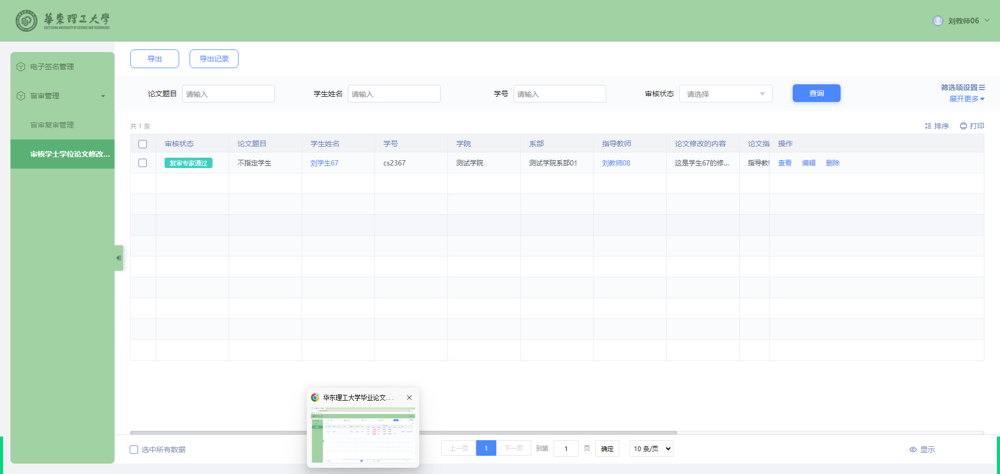 華東理工大學
EAST CHINA UNIVERSITY OF SCIENCE AND TECHNOLOGY
刘教师06
电子签名管理
盲审管理
盲审复审管理
审核学士学位论文修改...
导出
导出记录
论文题目
请输入
学生姓名
请输入
学号
请输入
审核状态
请选择
查询
筛选项设置
展开更多
共 1 条
排序
打印
审核状态
论文题目
学生姓名
学号
学院
系部
指导教师
论文修改的内容
论文指
操作
复审专家通过
不指定学生
刘学生67
cs2367
测试学院
测试学院系部01
刘教师08
这是学生67的修...
指导教
查看
编辑
删除
华东理工大学毕业论文...
选中所有数据
上一页
1
下一页
到第
1
页
确定
10 条/页
显示